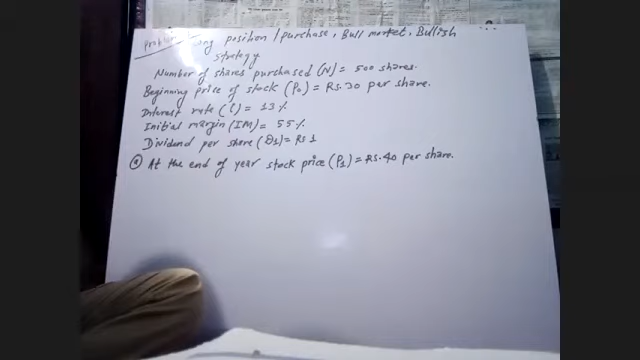 Problem Long position / purchase, Bull market, Bullish
strategy
Number of shares purchased (N) = 500 shares.
Beginning price of stock (P₀) = Rs.30 per share.
Interest rate (i) = 13%
Initial margin (IM) = 55%
Dividend per share (D₁) = Rs 1
(a) At the end of year stock price (P₁) = Rs.40 per share.